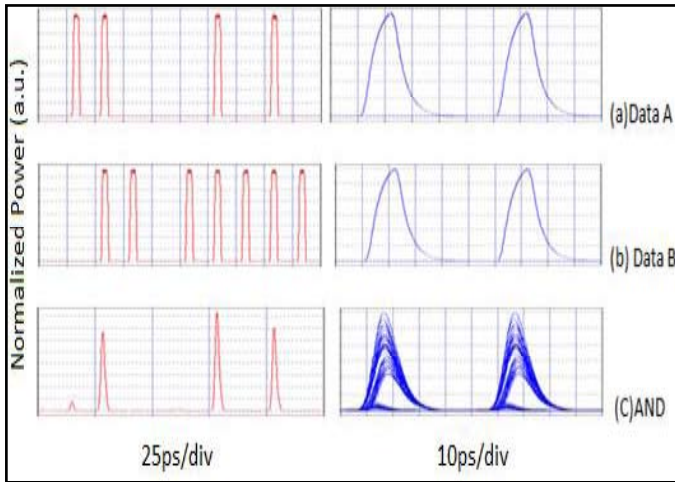 Normalized Power (a.u.)
(a)Data A
(b) Data B
(C)AND
25ps/div
10ps/div